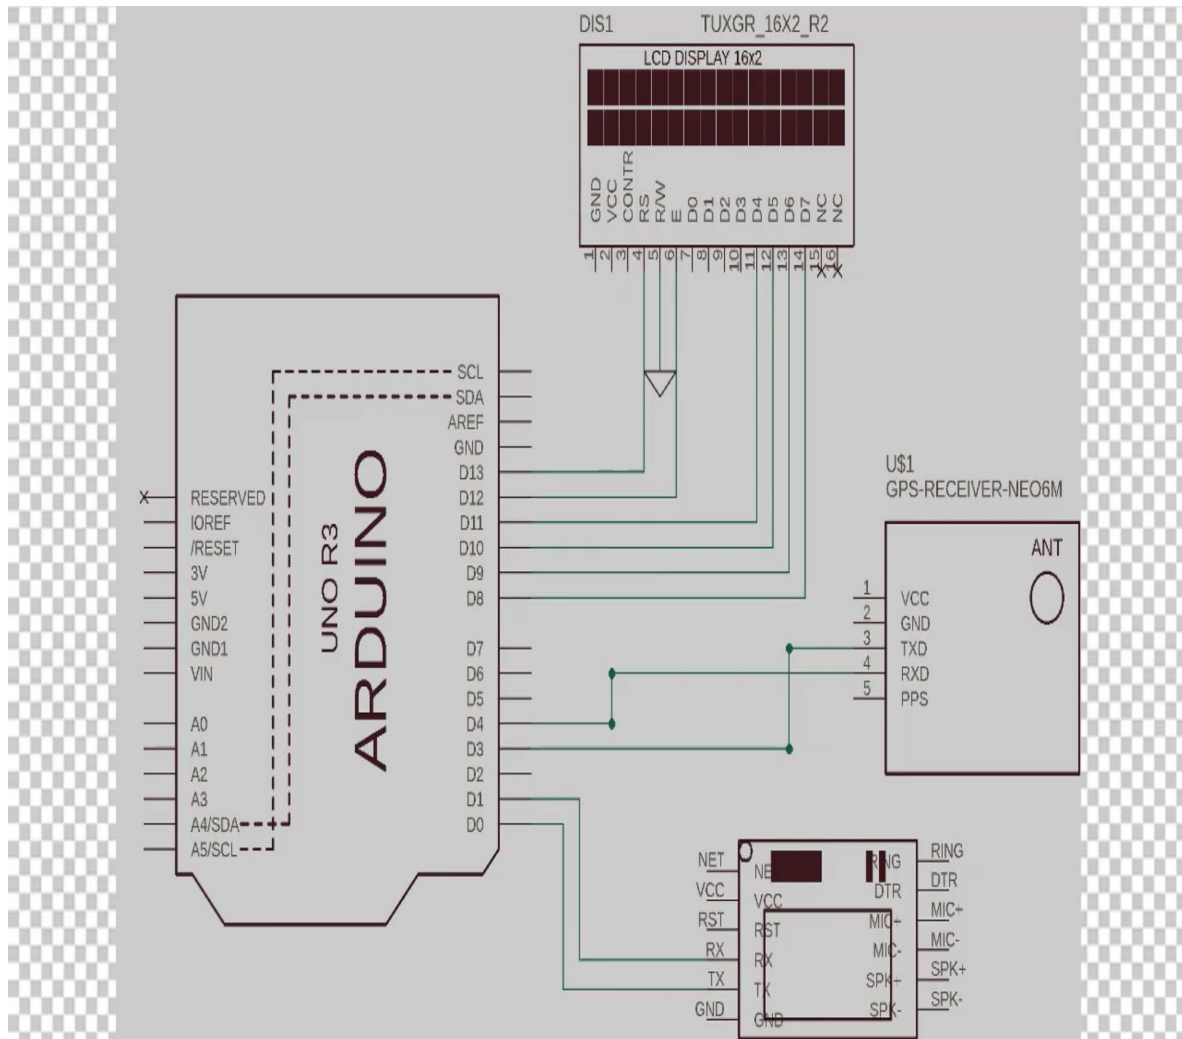 DIS1 TUXGR_16X2_R2
LCD DISPLAY 16x2
GND
VCC
CONTR
RS
R/W
E
D0
D1
D2
D3
D4
D5
D6
D7
NC
NC
1 2 3 4 5 6 7 8 9 10 11 12 13 14 15 16
UNO R3
ARDUINO
RESERVED
IOREF
/RESET
3V
5V
GND2
GND1
VIN
A0
A1
A2
A3
A4/SDA
A5/SCL
SCL
SDA
AREF
GND
D13
D12
D11
D10
D9
D8
D7
D6
D5
D4
D3
D2
D1
D0
U$1
GPS-RECEIVER-NEO6M
ANT
1 VCC
2 GND
3 TXD
4 RXD
5 PPS
NET
VCC VCC
RST RST
RX RX
TX TX
GND GND
RING
DTR DTR
MIC+ MIC+
MIC- MIC-
SPK+ SPK+
SPK- SPK-